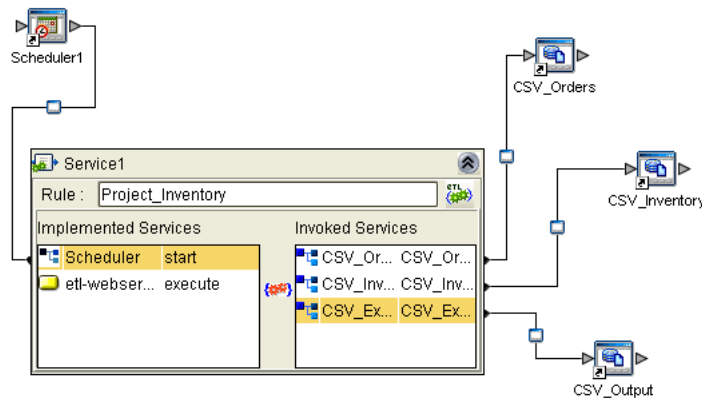 Scheduler1
CSV_Orders
Service1
Rule : Project_Inventory
ETL
CSV_Inventory
Implemented Services Invoked Services
Scheduler start CSV_Or... CSV_Or...
etl-webser... execute CSV_Inv... CSV_Inv...
CSV_Ex... CSV_Ex...
CSV_Output